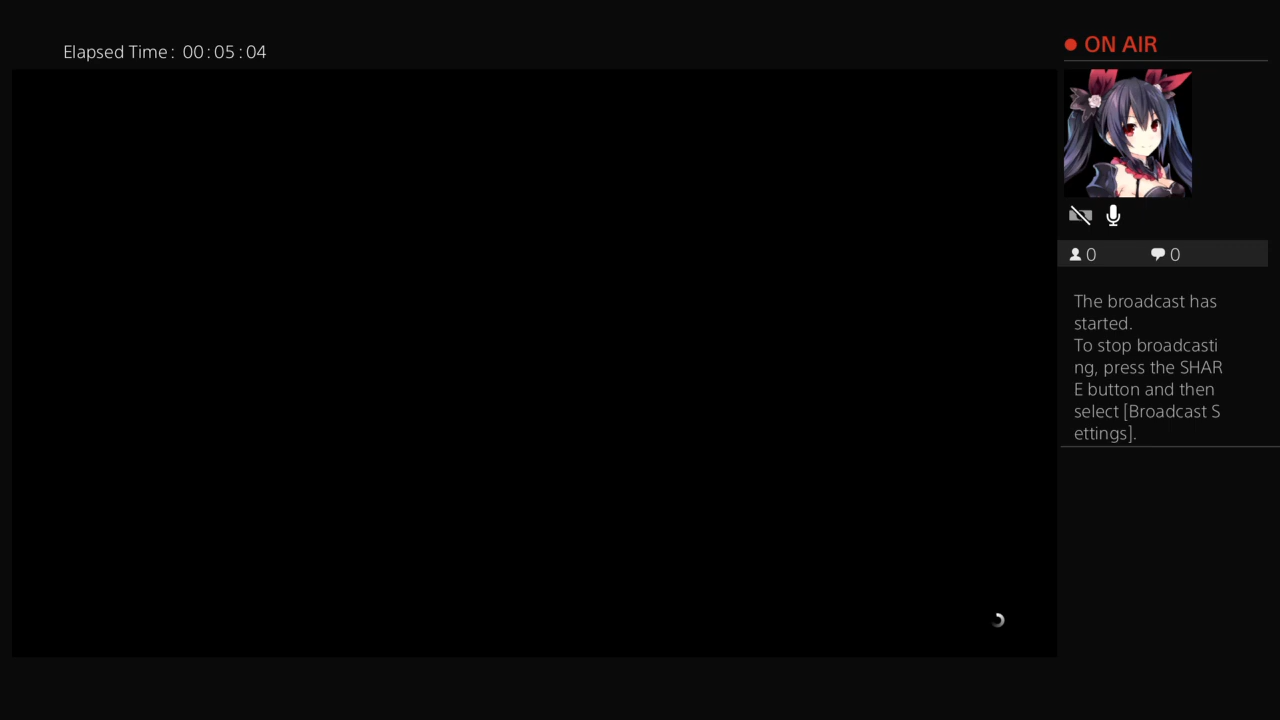 Elapsed Time: 00:05:04
ON AIR
0 0
The broadcast has
started.
To stop broadcasti
ng, press the SHAR
E button and then
select [Broadcast S
ettings].